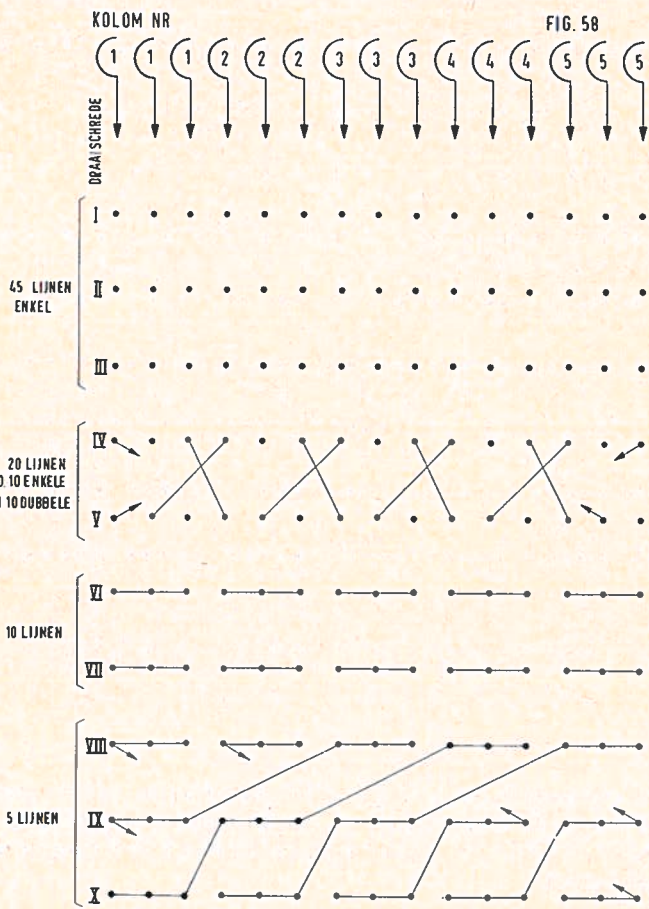 KOLOM NR
FIG. 58
1 1 1 2 2 2 3 3 3 4 4 4 5 5 5
DRAAISCHREDE
I
45 LIJNEN
ENKEL
II
III
IV
20 LIJNEN
10 ENKELE
10 DUBBELE
V
VI
10 LIJNEN
VII
VIII
5 LIJNEN
IX
X